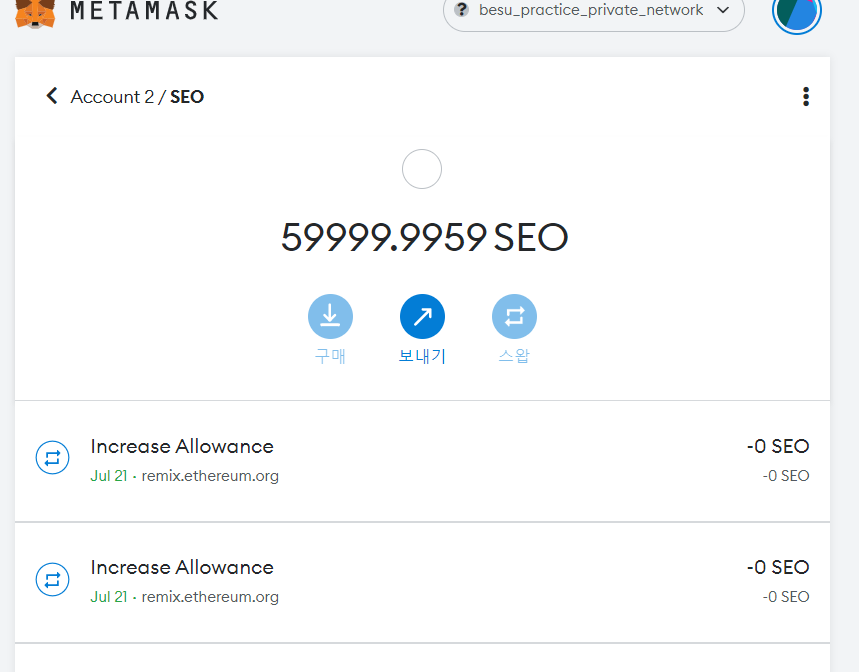 METAMASK
? besu_practice_private_network
Account 2 / SEO
59999.9959 SEO
구매 보내기 스왑
Increase Allowance -0 SEO
Jul 21 · remix.ethereum.org -0 SEO
Increase Allowance -0 SEO
Jul 21 · remix.ethereum.org -0 SEO